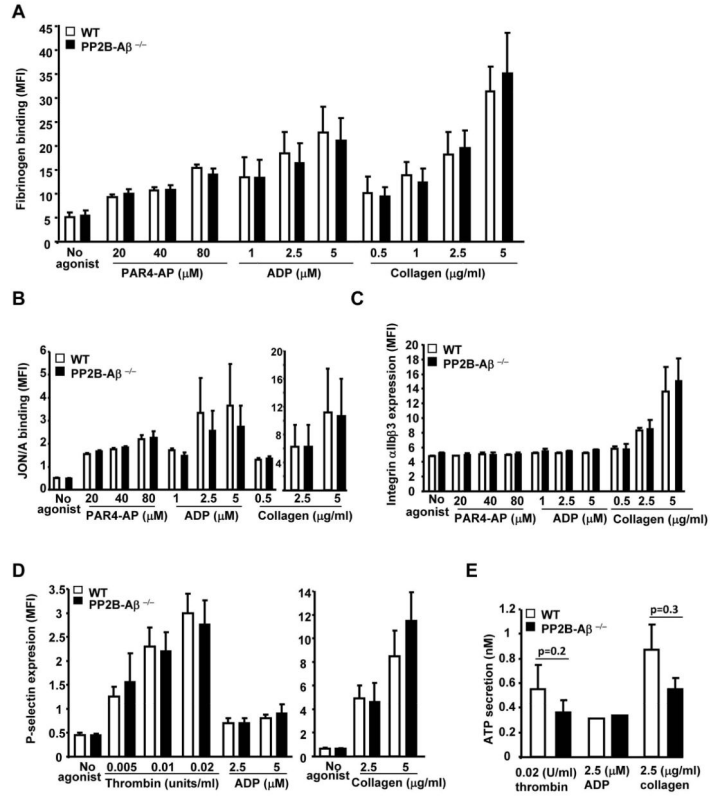 A
WT
PP2B-Aβ –/–
Fibrinogen binding (MFI)
45
40
35
30
25
20
15
10
5
0
No agonist
20 40 80
PAR4-AP (μM)
1 2.5 5
ADP (μM)
0.5 1 2.5 5
Collagen (μg/ml)
B
WT
PP2B-Aβ –/–
JON/A binding (MFI)
6
5
4
3
2
1
0
20
16
12
8
4
0
No agonist
20 40 80
PAR4-AP (μM)
1 2.5 5
ADP (μM)
0.5 2.5 5
Collagen (μg/ml)
C
WT
PP2B-Aβ –/–
Integrin αIIbβ3 expression (MFI)
20
18
16
14
12
10
8
6
4
2
0
No agonist
20 40 80
PAR4-AP (μM)
1 2.5 5
ADP (μM)
0.5 2.5 5
Collagen (μg/ml)
D
WT
PP2B-Aβ –/–
P-selectin expresion (MFI)
3.5
3
2.5
2
1.5
1
0.5
0
No agonist
0.005 0.01 0.02
Thrombin (units/ml)
2.5 5
ADP (μM)
14
12
10
8
6
4
2
0
No agonist
2.5 5
Collagen (μg/ml)
E
WT
PP2B-Aβ –/–
ATP secretion (nM)
1.2
1
0.8
0.6
0.4
0.2
0
p=0.2
p=0.3
0.02 (U/ml) thrombin
2.5 (μM) ADP
2.5 (μg/ml) collagen